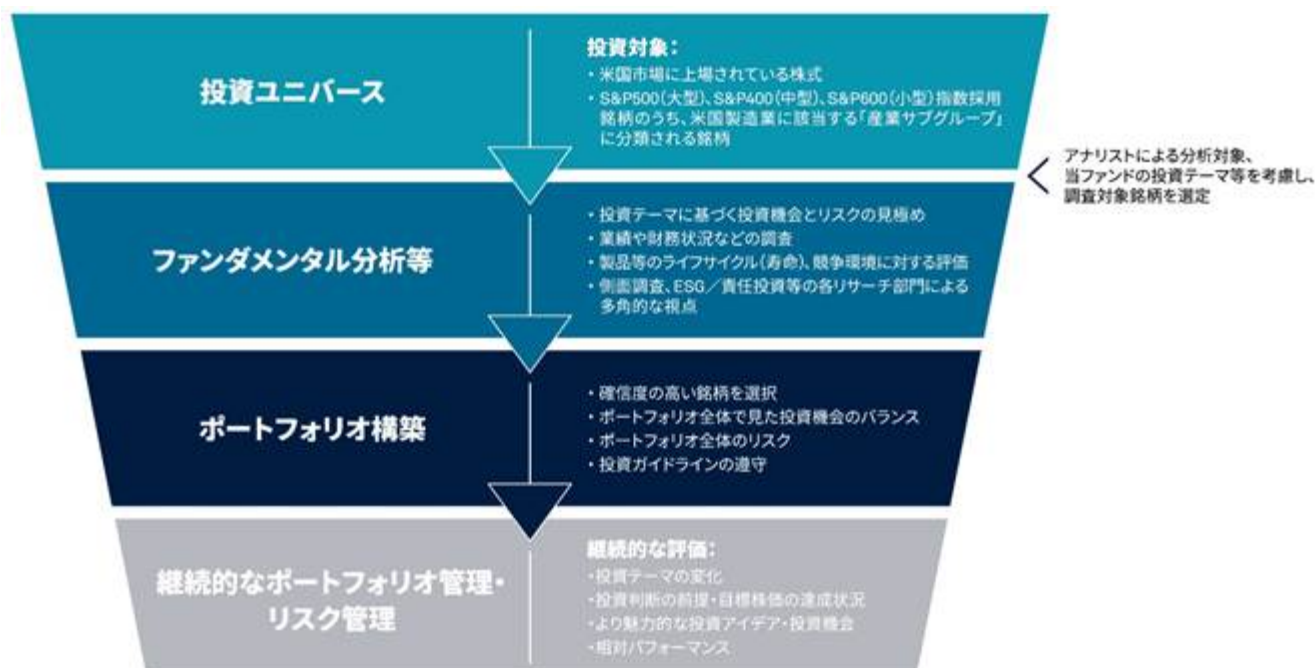 投資ユニバース
投資対象：
・米国市場に上場されている株式
・S&P500（大型）、S&P400（中型）、S&P600（小型）指数採用
銘柄のうち、米国製造業に該当する「産業サブグループ」
に分類される銘柄
アナリストによる分析対象、
当ファンドの投資テーマ等を考慮し、
調査対象銘柄を選定
ファンダメンタル分析等
・投資テーマに基づく投資機会とリスクの見極め
・業績や財務状況などの調査
・製品等のライフサイクル（寿命）、競争環境に対する評価
・側面調査、ESG／責任投資等の各リサーチ部門による
多角的な視点
ポートフォリオ構築
・確信度の高い銘柄を選択
・ポートフォリオ全体で見た投資機会のバランス
・ポートフォリオ全体のリスク
・投資ガイドラインの遵守
継続的なポートフォリオ管理・
リスク管理
継続的な評価：
・投資テーマの変化
・投資判断の前提・目標株価の達成状況
・より魅力的な投資アイデア・投資機会
・相対パフォーマンス